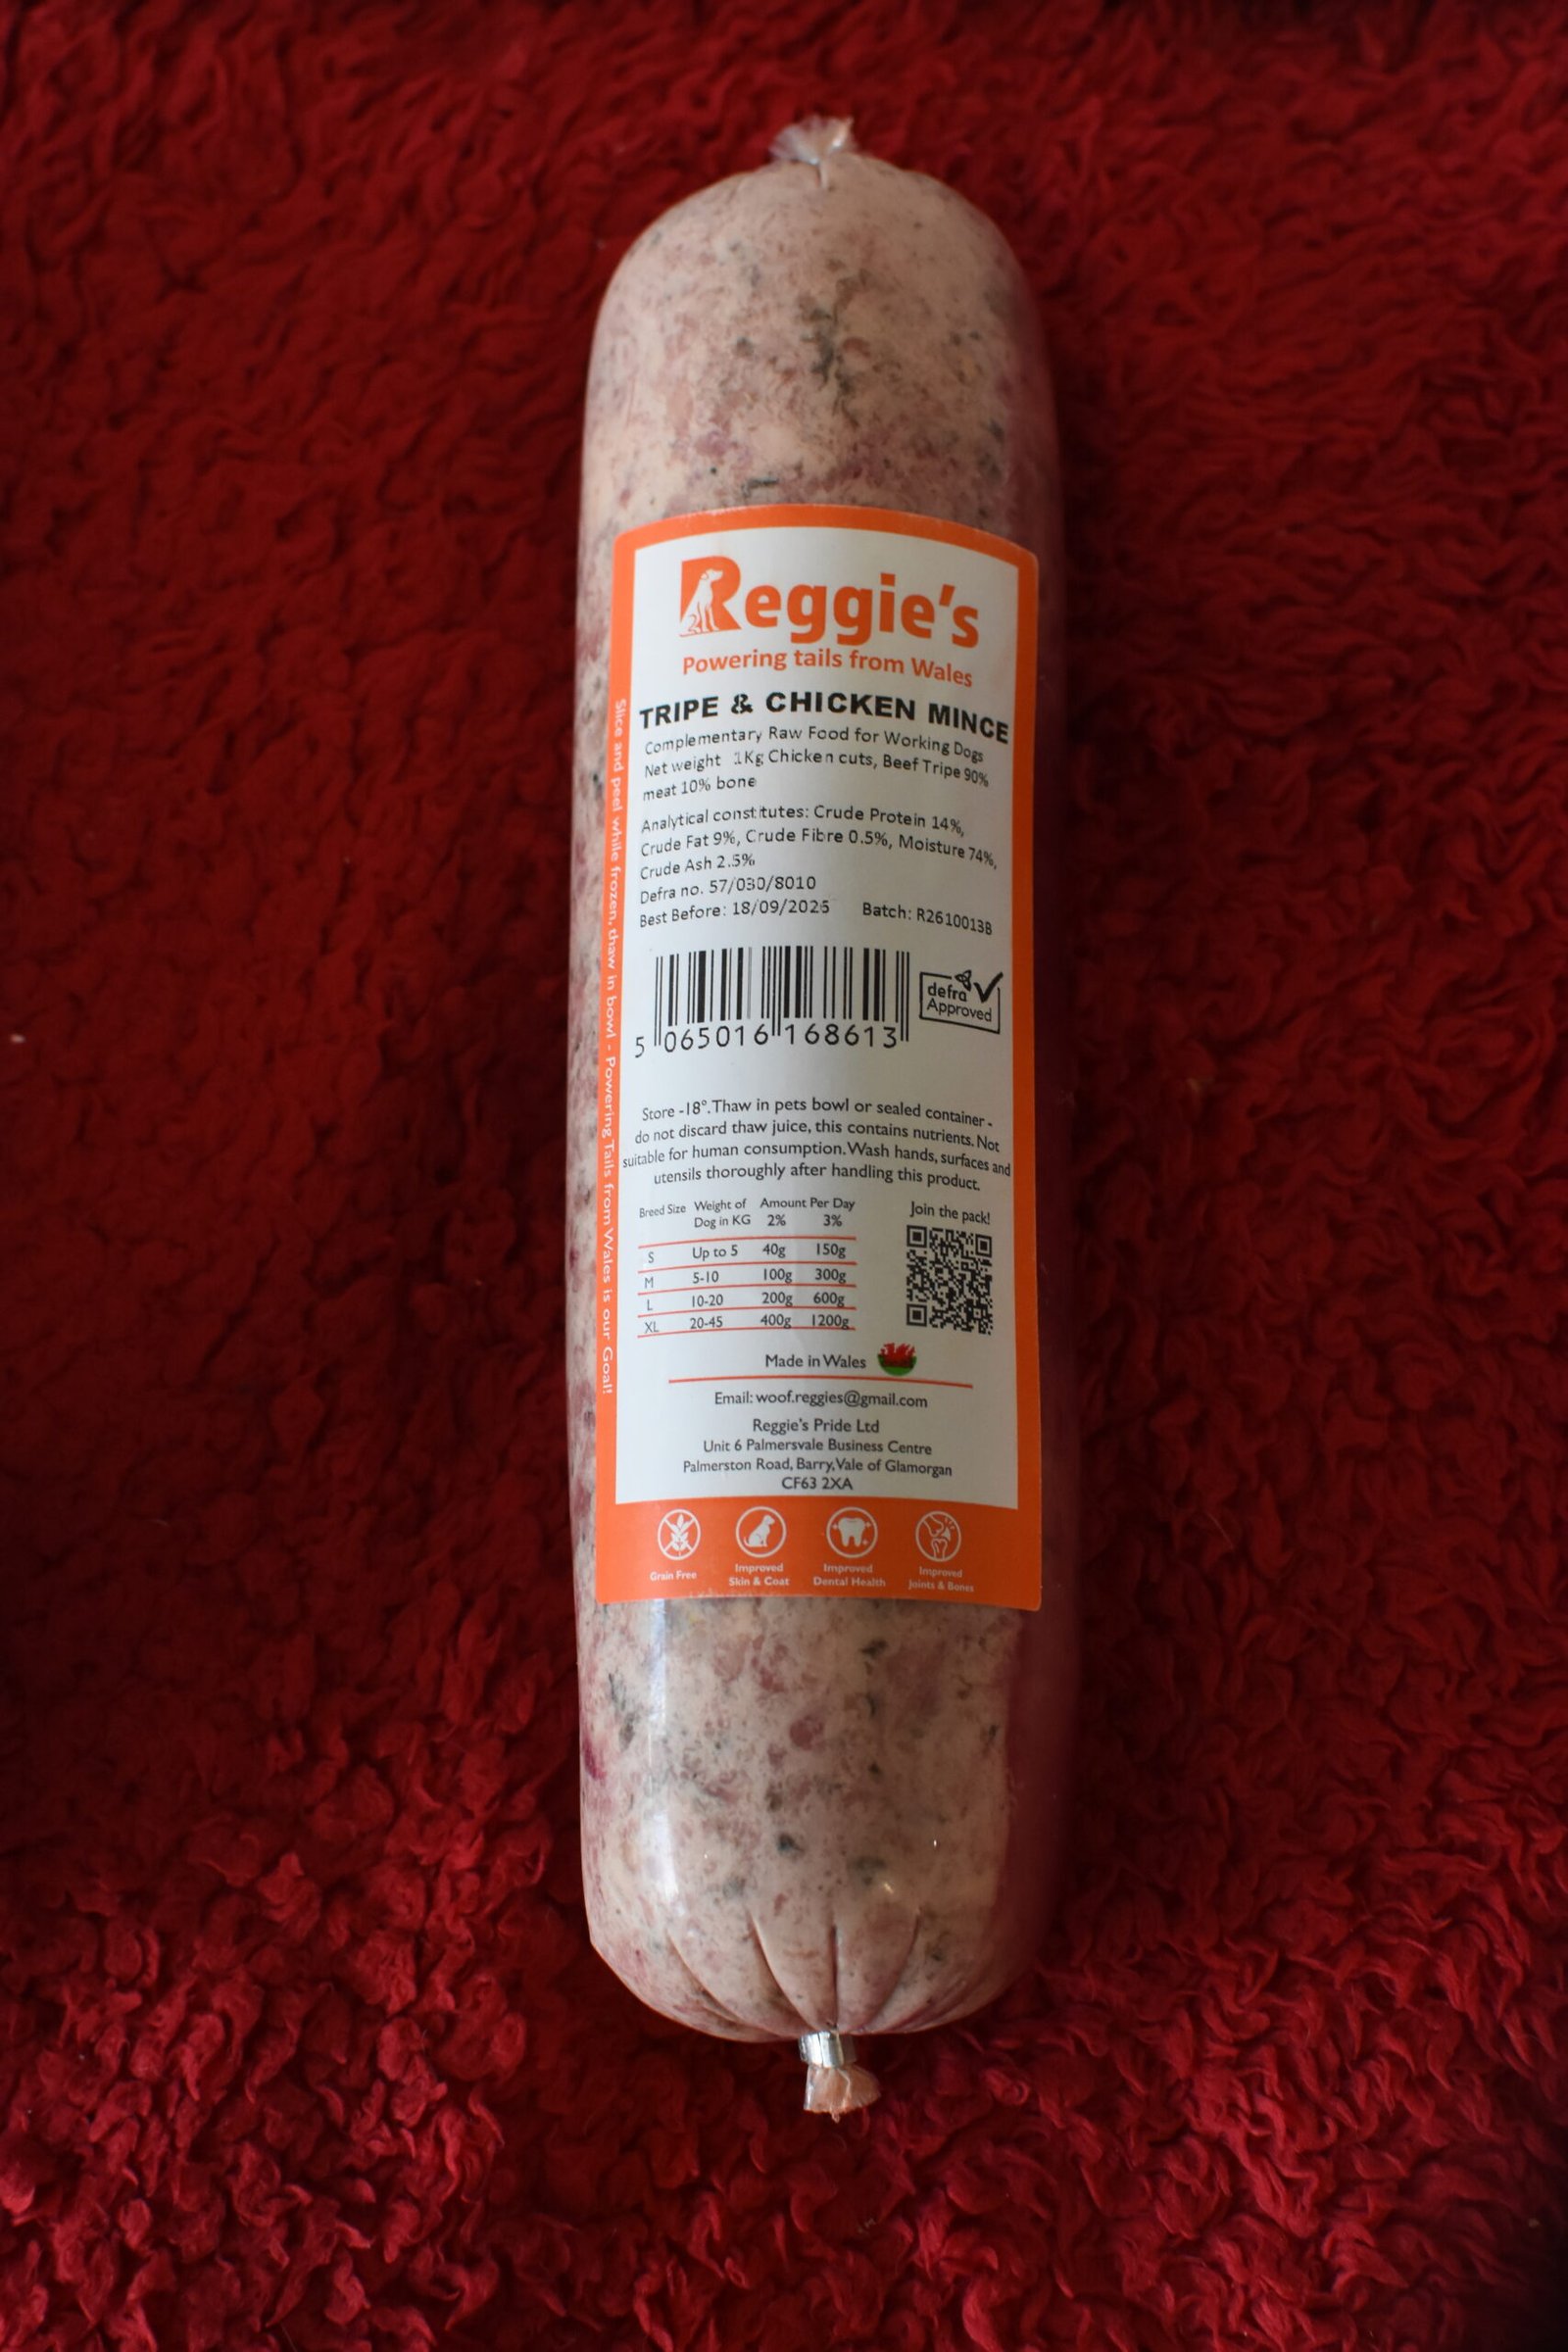 Reggie's
Powering tails from Wales
TRIPE & CHICKEN MINCE
Complementary Raw Food for Working Dogs
Net weight 1Kg Chicken cuts, Beef Tripe 90%
meat 10% bone
Analytical constitutes: Crude Protein 14%,
Crude Fat 9%, Crude Fibre 0.5%, Moisture 74%,
Crude Ash 2.5%
Defra no. 57/030/8010
Best Before: 18/09/2026 Batch: R2610013B
5 065016 168613
defra
Approved
Store -18°. Thaw in pets bowl or sealed container -
do not discard thaw juice, this contains nutrients. Not
suitable for human consumption. Wash hands, surfaces and
utensils thoroughly after handling this product.
Breed Size Weight of Dog in KG Amount Per Day 2% 3%
S Up to 5 40g 150g
M 5-10 100g 300g
L 10-20 200g 600g
XL 20-45 400g 1200g
Join the pack!
Made in Wales
Email: woof.reggies@gmail.com
Reggie's Pride Ltd
Unit 6 Palmersvale Business Centre
Palmerston Road, Barry, Vale of Glamorgan
CF63 2XA
Grain Free
Improved
Skin & Coat
Improved
Dental Health
Improved
Joints & Bones
Slice and peel while frozen, thaw in bowl - Powering Tails from Wales is our Goal!